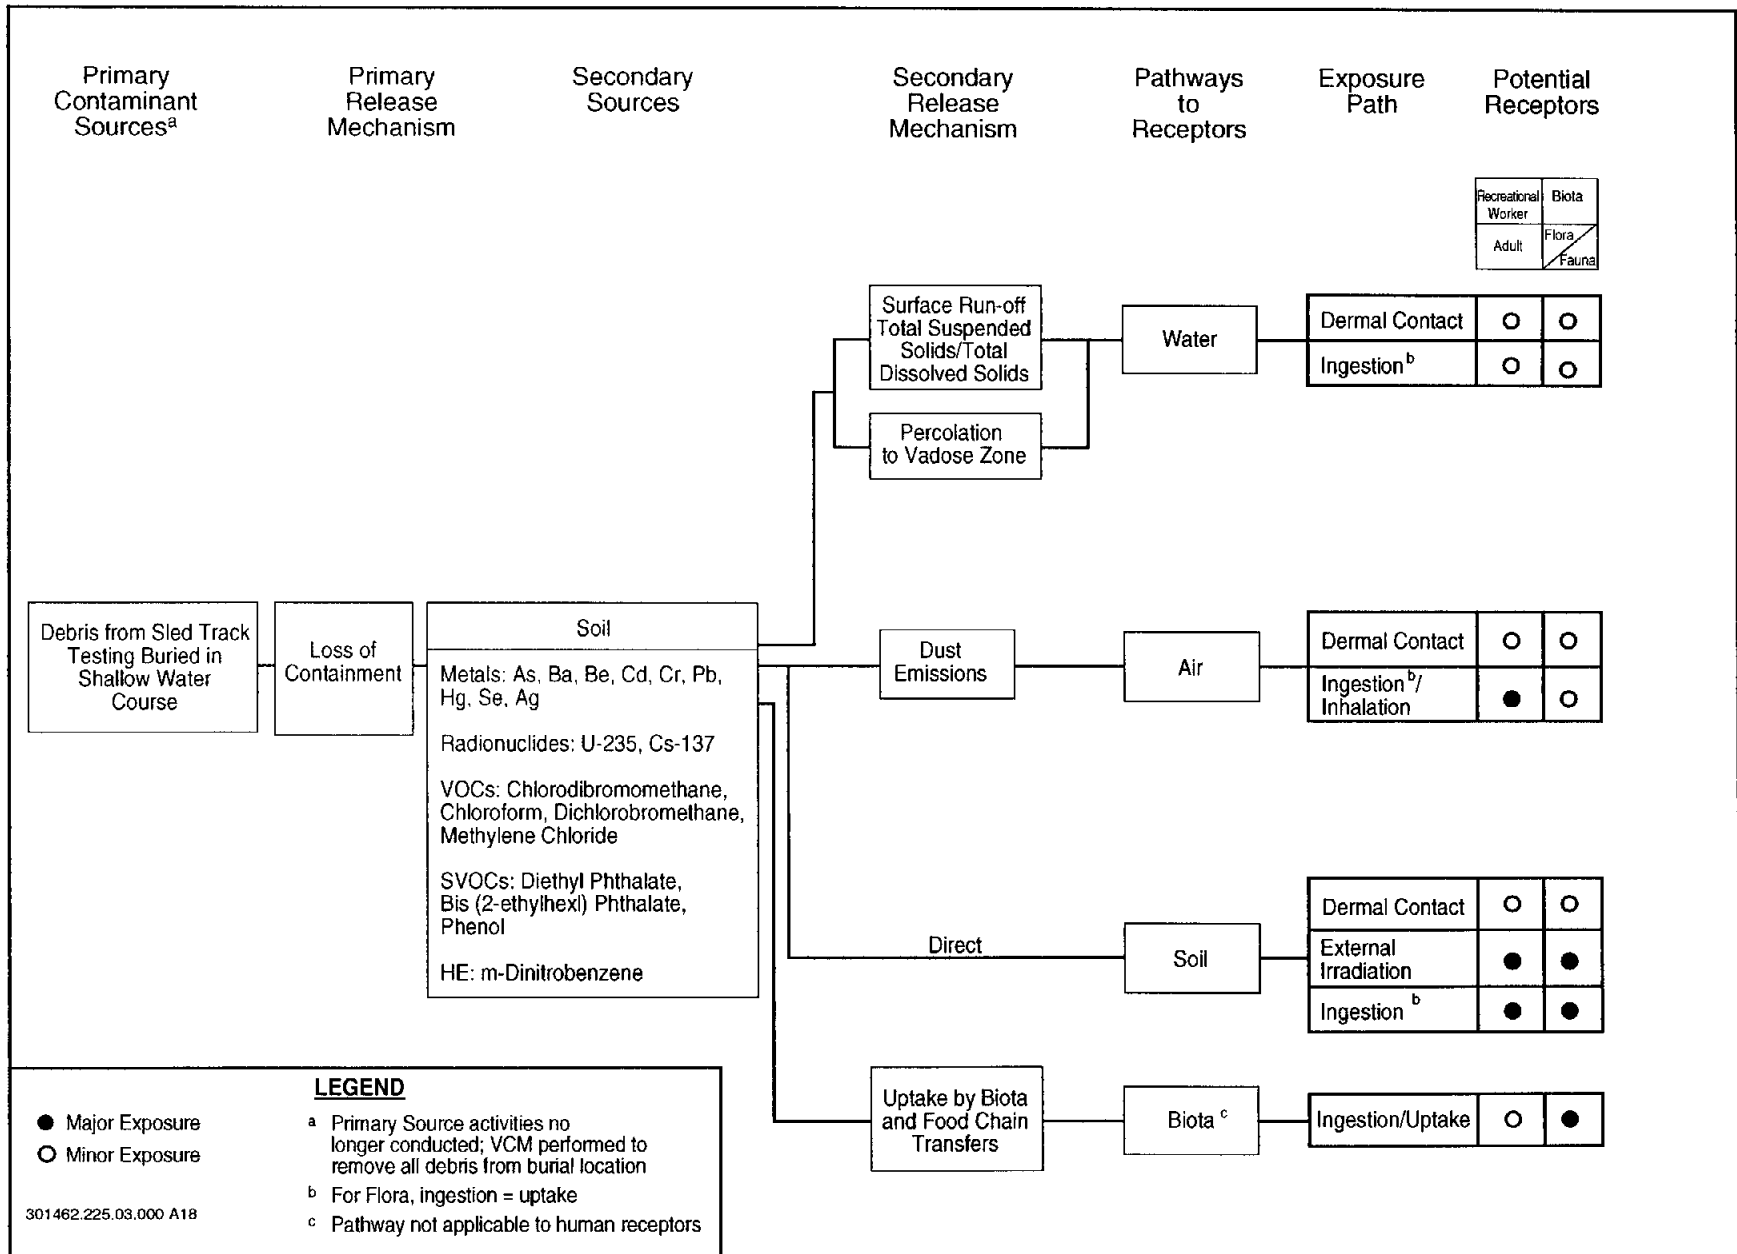 Primary
Contaminant
Sourcesa
Primary
Release
Mechanism
Secondary
Sources
Secondary
Release
Mechanism
Pathways
to
Receptors
Exposure
Path
Potential
Receptors
Recreational
Worker
Biota
Adult
Flora
Fauna
Surface Run-off
Total Suspended
Solids/Total
Dissolved Solids
Water
Dermal Contact
Ingestion b
Percolation
to Vadose Zone
Debris from Sled Track
Testing Buried in
Shallow Water
Course
Loss of
Containment
Soil
Metals: As, Ba, Be, Cd, Cr, Pb,
Hg, Se, Ag
Radionuclides: U-235, Cs-137
VOCs: Chlorodibromomethane,
Chloroform, Dichlorobromethane,
Methylene Chloride
SVOCs: Diethyl Phthalate,
Bis (2-ethylhexl) Phthalate,
Phenol
HE: m-Dinitrobenzene
Dust
Emissions
Air
Dermal Contact
Ingestion b/
Inhalation
Direct
Soil
Dermal Contact
External
Irradiation
Ingestion b
Uptake by Biota
and Food Chain
Transfers
Biota c
Ingestion/Uptake
LEGEND
Major Exposure
Minor Exposure
a Primary Source activities no
longer conducted; VCM performed to
remove all debris from burial location
b For Flora, ingestion = uptake
c Pathway not applicable to human receptors
301462.225.03.000 A18